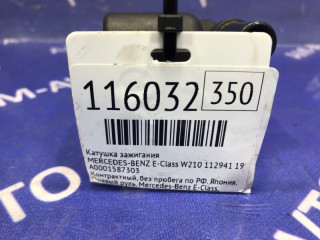 116032 350
Катушка зажигания
MERCEDES-BENZ E-Class W210 112941 19
A0001587303
Контрактный, без пробега по РФ. Япония.
руль. Mercedes-Benz E-Class,